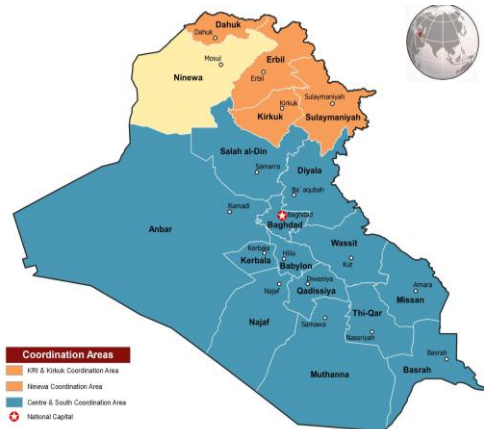 Dahuk
Dahuk
Mosul
Ninewa
Erbil
Erbil
Sulaymaniyah
Kirkuk
Kirkuk
Sulaymaniyah
Salah al-Din
Samarra
Diyala
Ba`aqubah
Ramadi
Baghdad
Baghdad
Anbar
Wassit
Kerbala
Hilla
Kerbala
Babylon
Kut
Najaf
Diwaniya
Qadissiya
Amara
Missan
Thi-Qar
Najaf
Samawa
Nassriyah
Basrah
Basrah
Muthanna
Coordination Areas
KRI & Kirkuk Coordination Area
Ninewa Coordination Area
Centre & South Coordination Area
National Capital